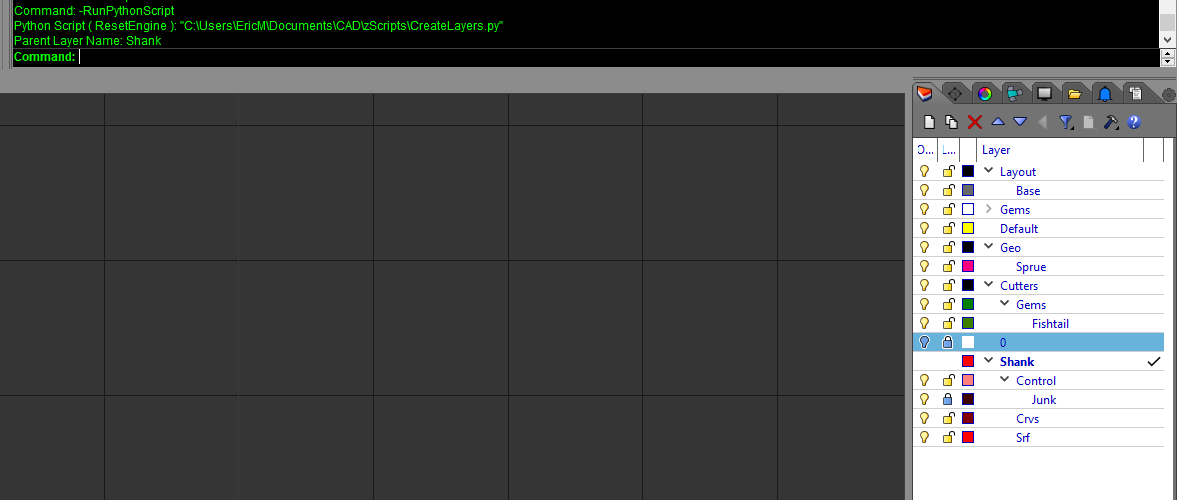 Command: -RunPythonScript
Python Script ( ResetEngine ): "C:\Users\EricM\Documents\CAD\zScripts\CreateLayers.py"
Parent Layer Name: Shank
Command:
O... L... Layer
Layout
Base
Gems
Default
Geo
Sprue
Cutters
Gems
Fishtail
0
Shank
Control
Junk
Crvs
Srf